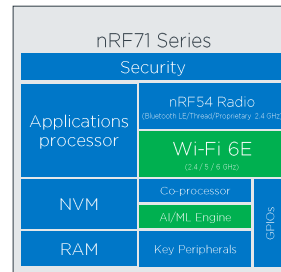 nRF71 Series
Security
Applications
processor
nRF54 Radio
(Bluetooth LE/Thread/Proprietary 2.4 GHz)
Wi-Fi 6E
(2.4 / 5 / 6 GHz)
NVM
Co-processor
AI/ML Engine
GPIOs
RAM
Key Peripherals